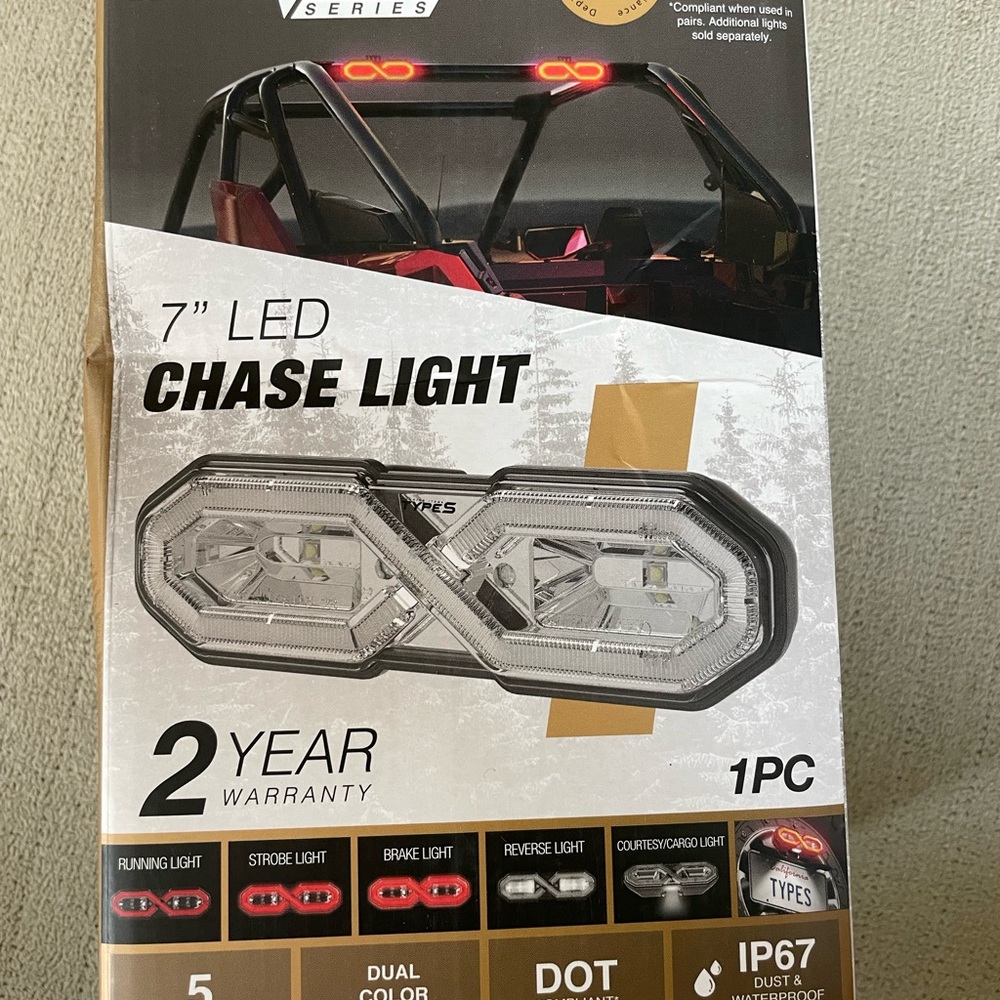 SERIES
*Compliant when used in
pairs. Additional lights
sold separately.
7” LED
CHASE LIGHT
TYPES
2 YEAR
WARRANTY
1PC
RUNNING LIGHT
STROBE LIGHT
BRAKE LIGHT
REVERSE LIGHT
COURTESY/CARGO LIGHT
California
TYPES
5
DUAL
COLOR
DOT
IP67
DUST &
WATERPROOF